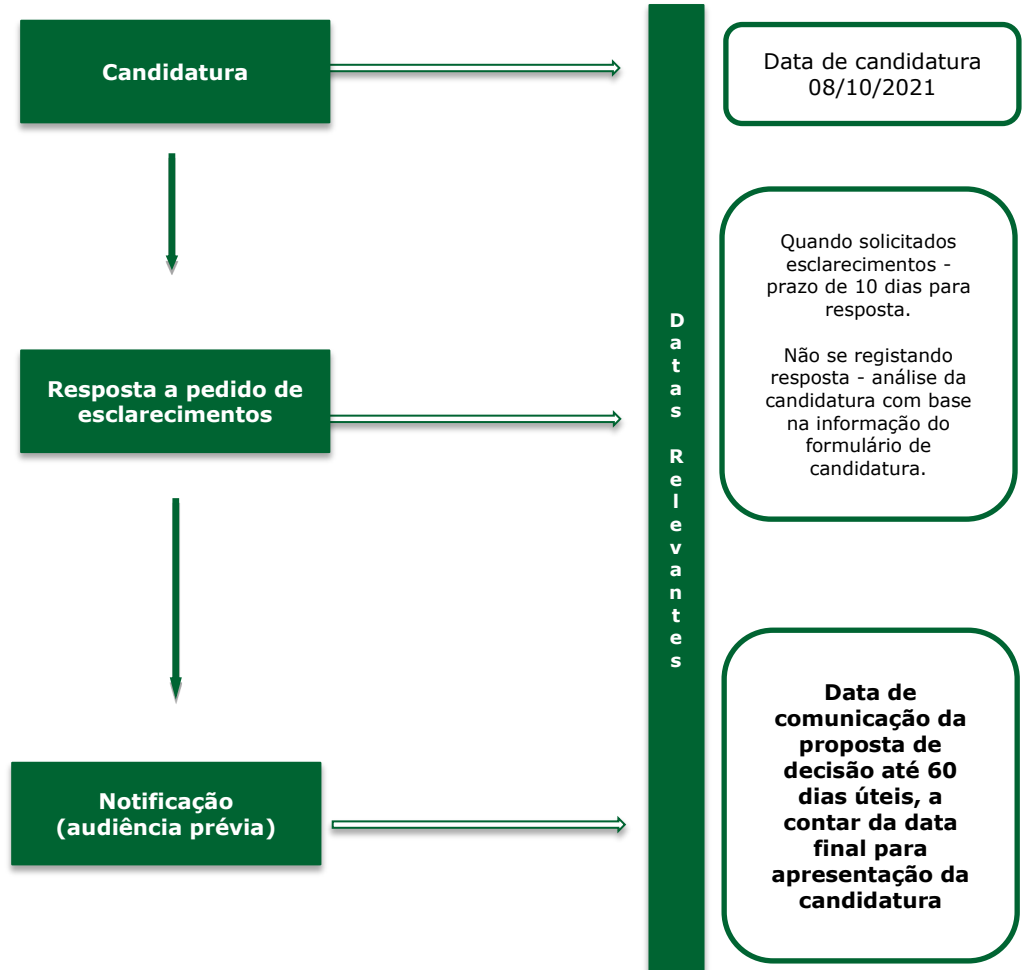 Candidatura
Data de candidatura
08/10/2021
Quando solicitados
esclarecimentos -
prazo de 10 dias para
resposta.
Não se registando
resposta - análise da
candidatura com base
na informação do
formulário de
candidatura.
Resposta a pedido de
esclarecimentos
Datas Relevantes
Notificação
(audiência prévia)
Data de
comunicação da
proposta de
decisão até 60
dias úteis, a
contar da data
final para
apresentação da
candidatura